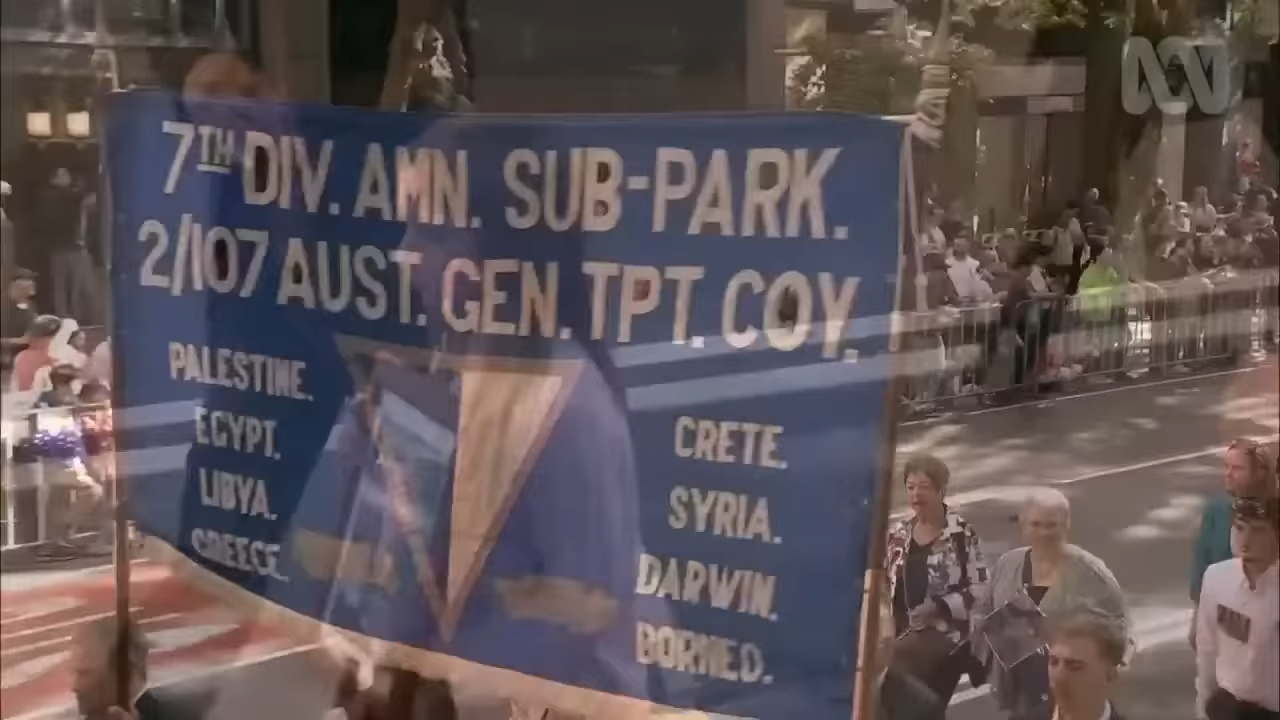 7TH DIV. AMN. SUB-PARK.
2/107 AUST. GEN. TPT. COY.
PALESTINE.
EGYPT.
LIBYA.
GREECE.
CRETE.
SYRIA.
DARWIN.
BORNEO.